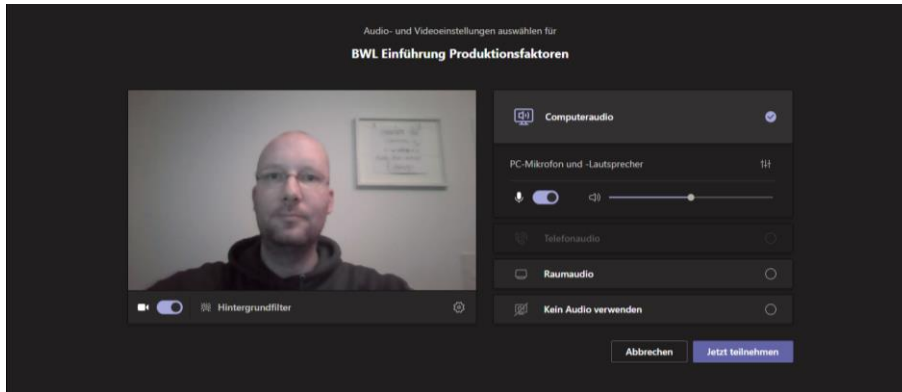 Audio- und Videoeinstellungen auswählen für
BWL Einführung Produktionsfaktoren
Computeraudio
PC-Mikrofon und -Lautsprecher
Telefonaudio
Raumaudio
Kein Audio verwenden
Hintergrundfilter
Abbrechen
Jetzt teilnehmen